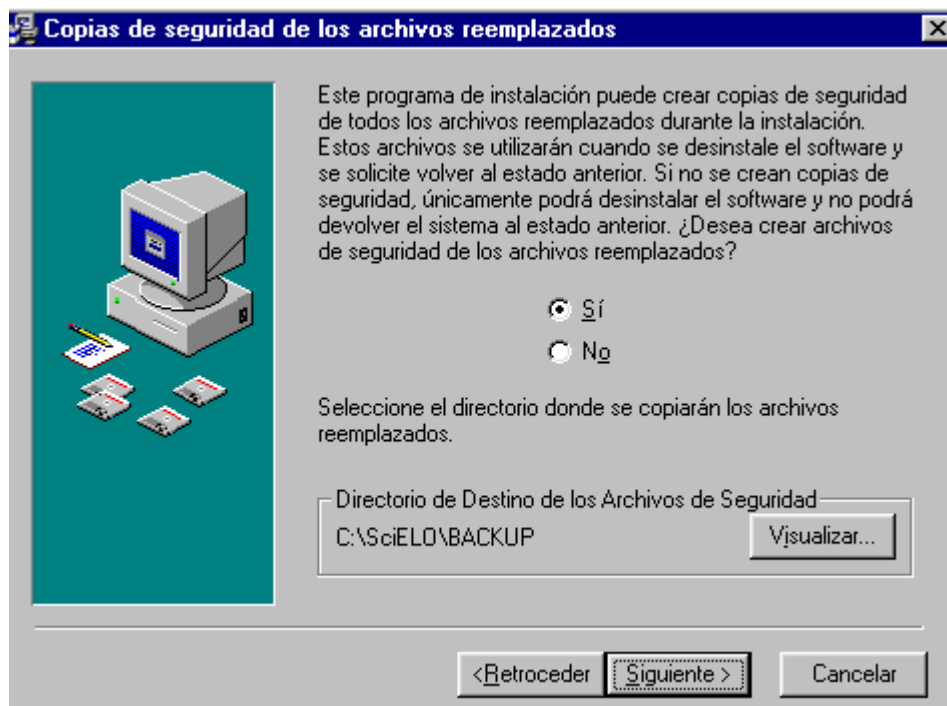 Copias de seguridad de los archivos reemplazados
Este programa de instalación puede crear copias de seguridad
de todos los archivos reemplazados durante la instalación.
Estos archivos se utilizarán cuando se desinstale el software y
se solicite volver al estado anterior. Si no se crean copias de
seguridad, únicamente podrá desinstalar el software y no podrá
devolver el sistema al estado anterior. ¿Desea crear archivos
de seguridad de los archivos reemplazados?
Sí
No
Seleccione el directorio donde se copiarán los archivos
reemplazados.
Directorio de Destino de los Archivos de Seguridad
C:\SciELO\BACKUP
Visualizar...
<Retroceder
Siguiente >
Cancelar